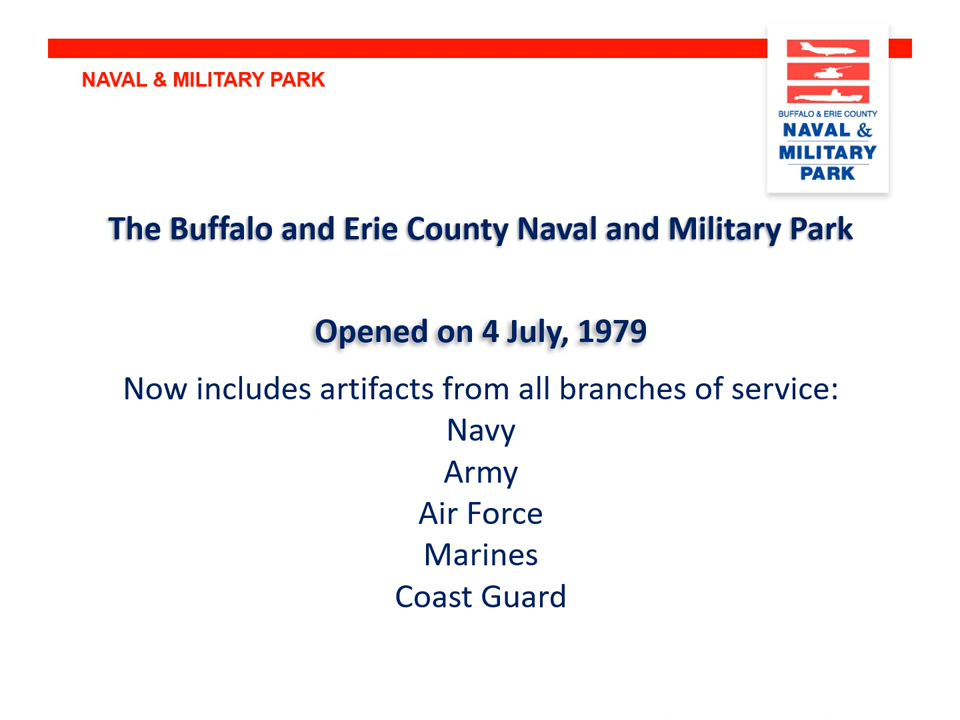 NAVAL & MILITARY PARK
BUFFALO & ERIE COUNTY
NAVAL &
MILITARY
PARK
The Buffalo and Erie County Naval and Military Park
Opened on 4 July, 1979
Now includes artifacts from all branches of service:
Navy
Army
Air Force
Marines
Coast Guard